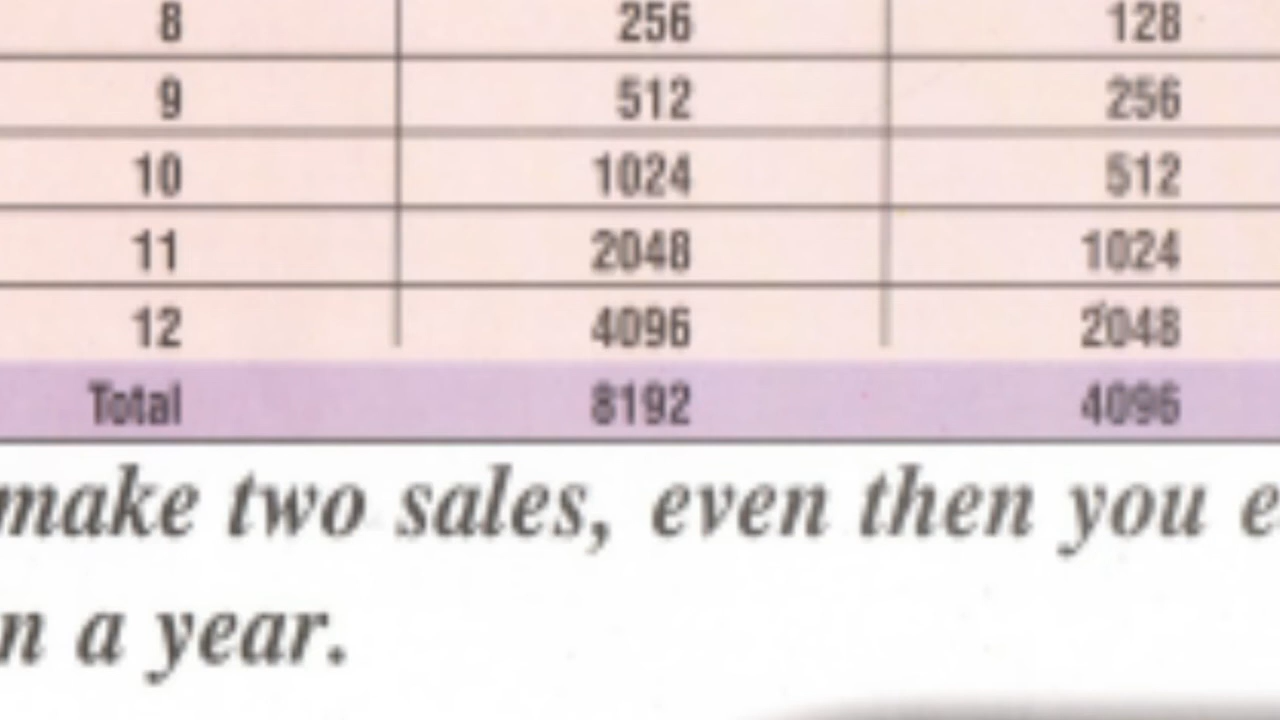 8 256 128
9 512 256
10 1024 512
11 2048 1024
12 4096 2048
Total 8192 4096
make two sales, even then you e
n a year.